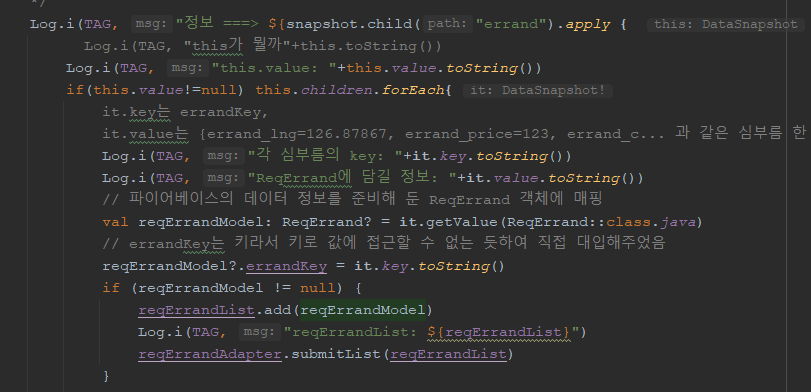 */
Log.i(TAG, msg: "정보 ===> ${snapshot.child( path: "errand").apply { this: DataSnapshot
Log.i(TAG, "this가 뭘까"+this.toString())
Log.i(TAG, msg: "this.value: "+this.value.toString())
if(this.value!=null) this.children.forEach{ it: DataSnapshot!
it.key는 errandKey,
it.value는 {errand_lng=126.87867, errand_price=123, errand_c... 과 같은 심부름 한
Log.i(TAG, msg: "각 심부름의 key: "+it.key.toString())
Log.i(TAG, msg: "ReqErrand에 담길 정보: "+it.value.toString())
// 파이어베이스의 데이터 정보를 준비해 둔 ReqErrand 객체에 매핑
val reqErrandModel: ReqErrand? = it.getValue(ReqErrand::class.java)
// errandKey는 키라서 키로 값에 접근할 수 없는 듯하여 직접 대입해주었음
reqErrandModel?.errandKey = it.key.toString()
if (reqErrandModel != null) {
reqErrandList.add(reqErrandModel)
Log.i(TAG, msg: "reqErrandList: ${reqErrandList}")
reqErrandAdapter.submitList(reqErrandList)
}